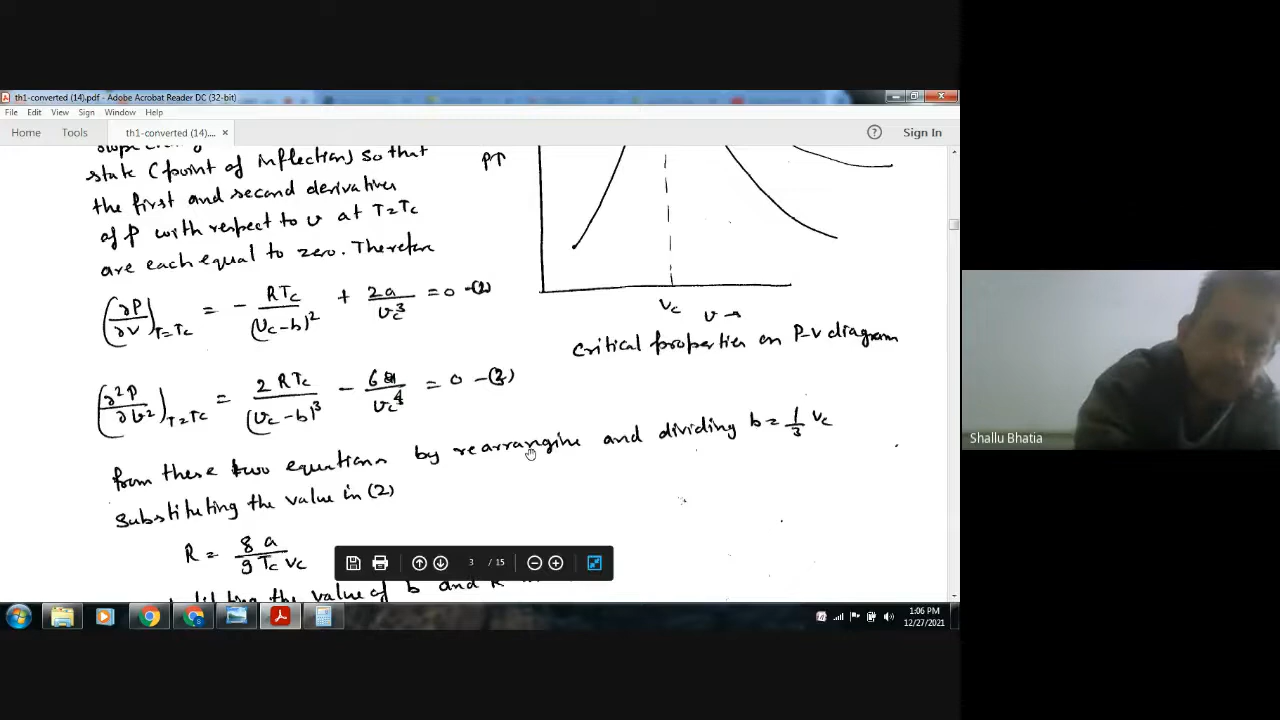 th1-converted (14).pdf - Adobe Acrobat Reader DC (32-bit)
File Edit View Sign Window Help
Home Tools th1-converted (14).... × ? Sign In
state (point of inflection) so that
the first and second derivatives
of P with respect to v at T=Tc
are each equal to zero. Therefore
(∂P/∂V)T=Tc = - RTc/(vc-b)² + 2a/vc³ = 0 -(2)
(∂²P/∂v²)T=Tc = 2RTc/(vc-b)³ - 6a/vc⁴ = 0 -(3)
from these two equations by rearranging and dividing b = 1/3 vc
substituting the value in (2)
R = 8a/9Tc vc
the value of b and R
P↑
vc v→
critical properties on P-v diagram
3 / 15
Shallu Bhatia
1:06 PM
12/27/2021